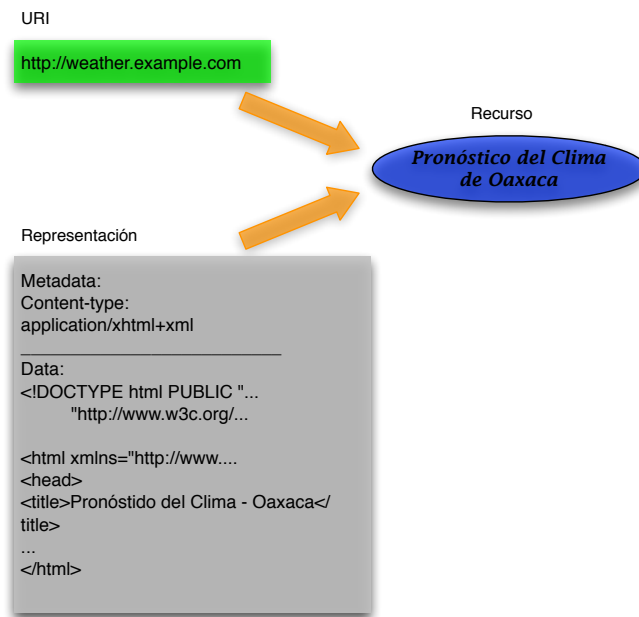 URI
http://weather.example.com
Recurso
Pronóstico del Clima
de Oaxaca
Representación
Metadata:
Content-type:
application/xhtml+xml
Data:
<!DOCTYPE html PUBLIC "...
"http://www.w3c.org/...
<html xmlns="http://www....
<head>
<title>Pronóstido del Clima - Oaxaca</
title>
...
</html>